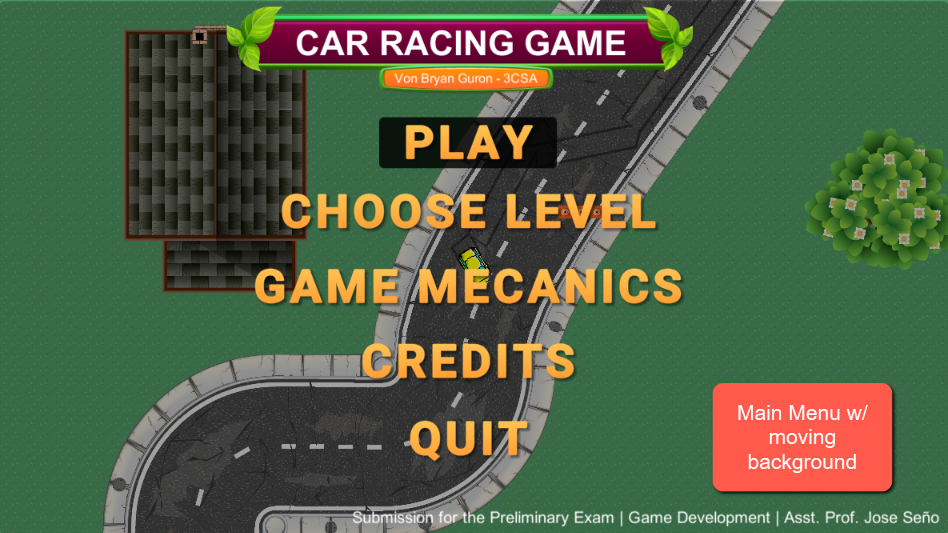 CAR RACING GAME
Von Bryan Guron - 3CSA
PLAY
CHOOSE LEVEL
GAME MECANICS
CREDITS
QUIT
Main Menu w/
moving
background
Submission for the Preliminary Exam | Game Development | Asst. Prof. Jose Seño